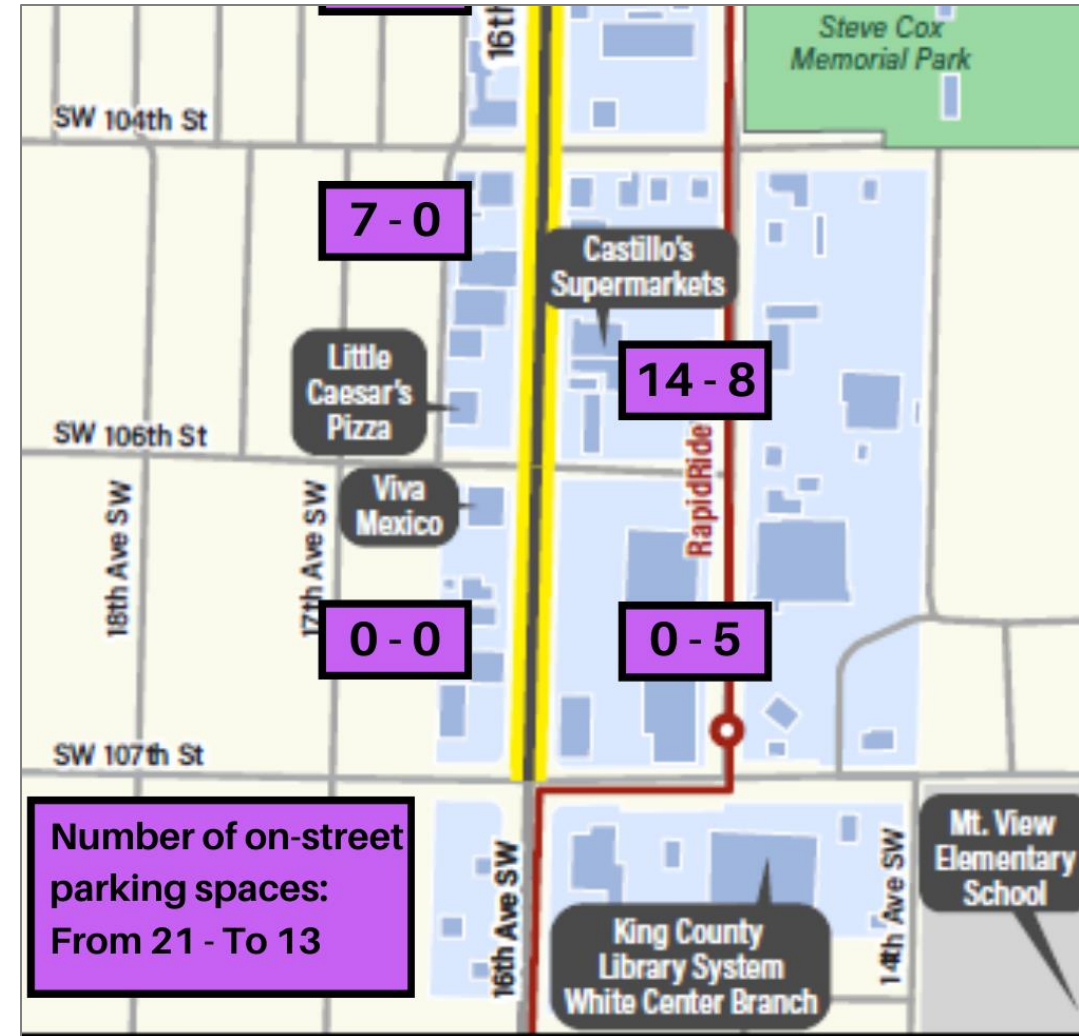 16th
Steve Cox
Memorial Park
SW 104th St
7 - 0
Castillo's
Supermarkets
Little
Caesar's
Pizza
14 - 8
SW 106th St
RapidRide
Viva
Mexico
18th Ave SW
17th Ave SW
0 - 0
0 - 5
SW 107th St
Number of on-street
parking spaces:
From 21 - To 13
16th Ave SW
14th Ave SW
Mt. View
Elementary
School
King County
Library System
White Center Branch